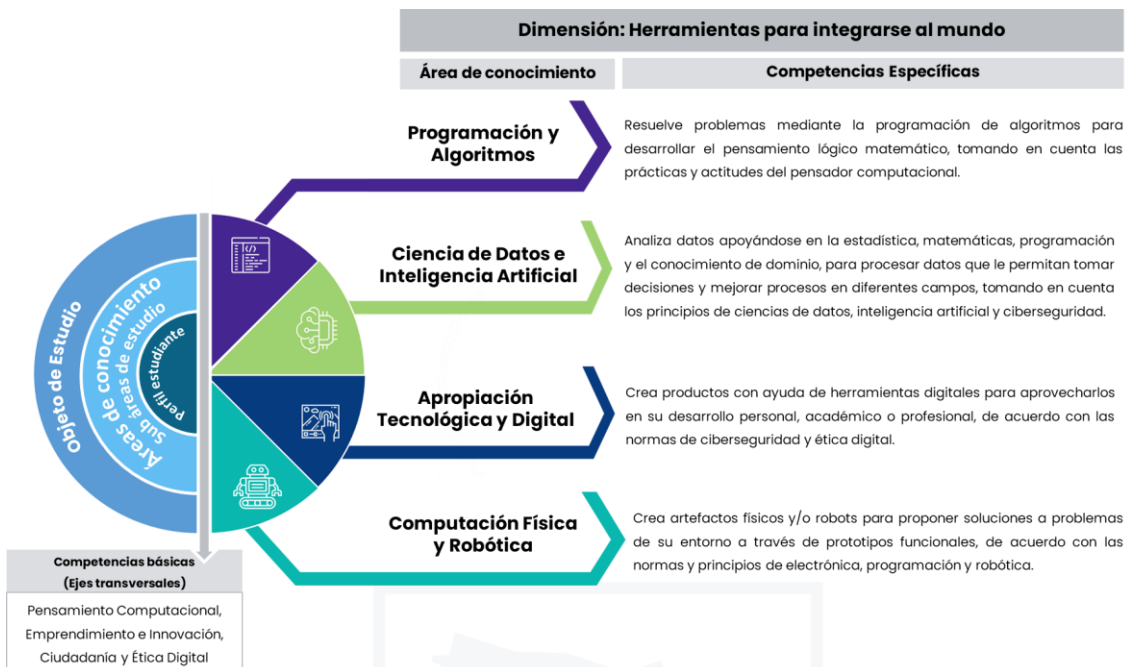 Dimensión: Herramientas para integrarse al mundo
Área de conocimiento
Competencias Específicas
Programación y
Algoritmos
Resuelve problemas mediante la programación de algoritmos para
desarrollar el pensamiento lógico matemático, tomando en cuenta las
prácticas y actitudes del pensador computacional.
Ciencia de Datos e
Inteligencia Artificial
Analiza datos apoyándose en la estadística, matemáticas, programación
y el conocimiento de dominio, para procesar datos que le permitan tomar
decisiones y mejorar procesos en diferentes campos, tomando en cuenta
los principios de ciencias de datos, inteligencia artificial y ciberseguridad.
Apropiación
Tecnológica y Digital
Crea productos con ayuda de herramientas digitales para aprovecharlos
en su desarrollo personal, académico o profesional, de acuerdo con las
normas de ciberseguridad y ética digital.
Computación Física
y Robótica
Crea artefactos físicos y/o robots para proponer soluciones a problemas
de su entorno a través de prototipos funcionales, de acuerdo con las
normas y principios de electrónica, programación y robótica.
Objeto de Estudio
Áreas de conocimiento
Sub áreas de estudio
Perfil estudiante
Competencias básicas
(Ejes transversales)
Pensamiento Computacional,
Emprendimiento e Innovación,
Ciudadanía y Ética Digital